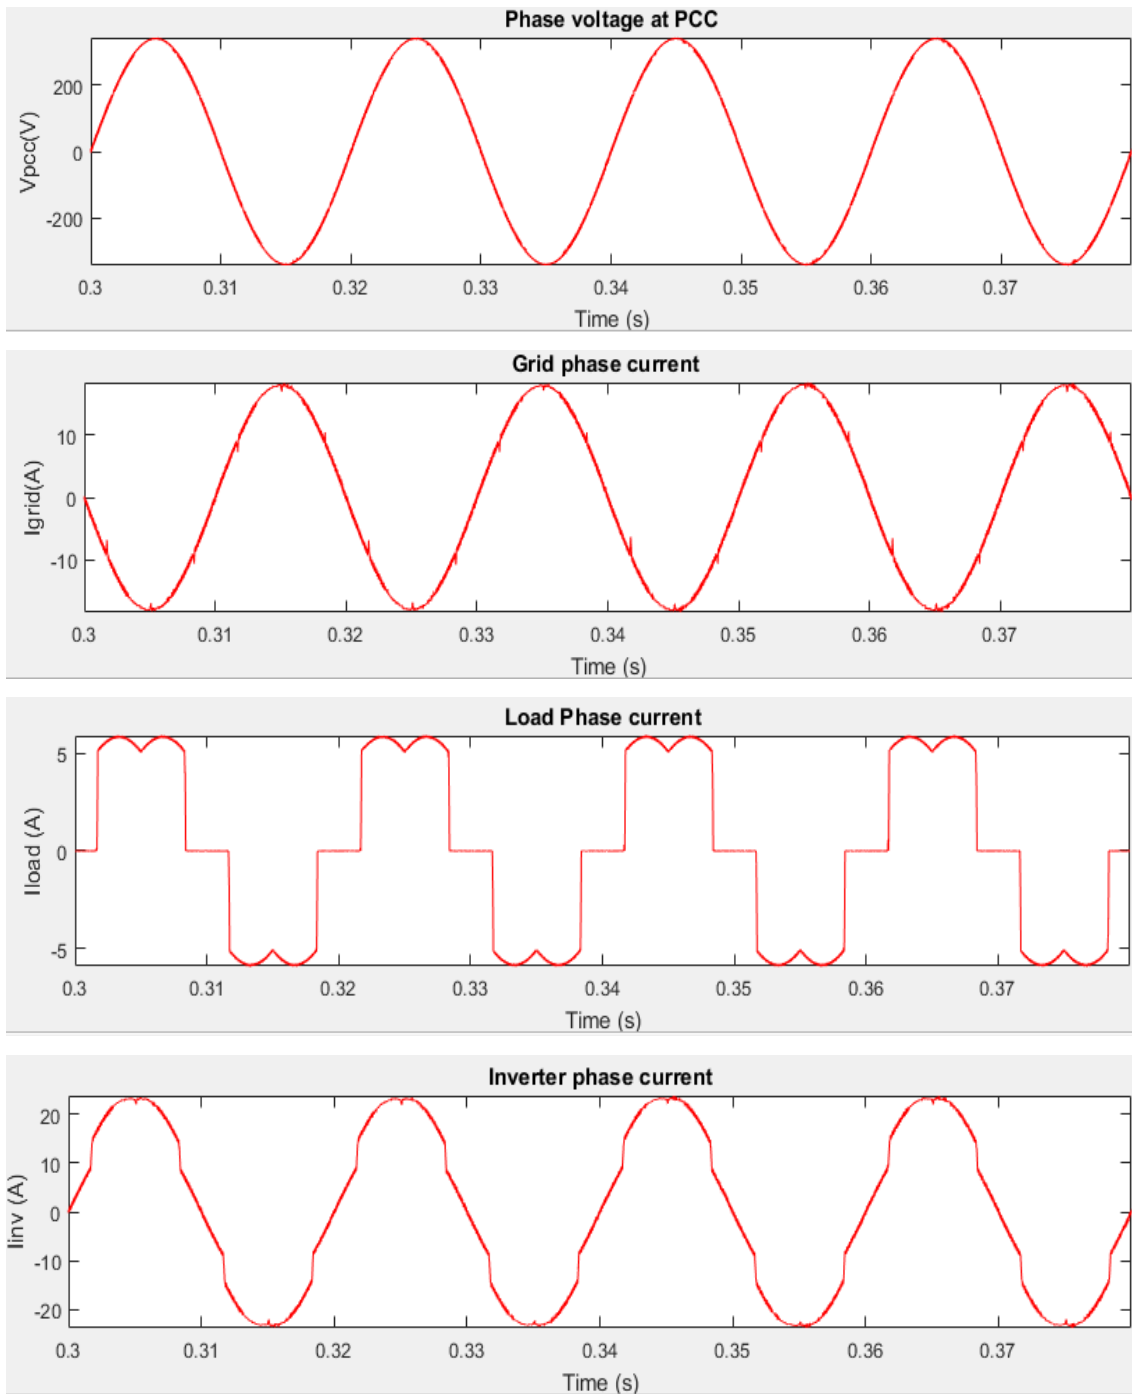 Phase voltage at PCC
Vpcc(V)
200
0
-200
0.3 0.31 0.32 0.33 0.34 0.35 0.36 0.37
Time (s)
Grid phase current
Igrid(A)
10
0
-10
0.3 0.31 0.32 0.33 0.34 0.35 0.36 0.37
Time (s)
Load Phase current
Iload (A)
5
0
-5
0.3 0.31 0.32 0.33 0.34 0.35 0.36 0.37
Time (s)
Inverter phase current
Iinv (A)
20
10
0
-10
-20
0.3 0.31 0.32 0.33 0.34 0.35 0.36 0.37
Time (s)